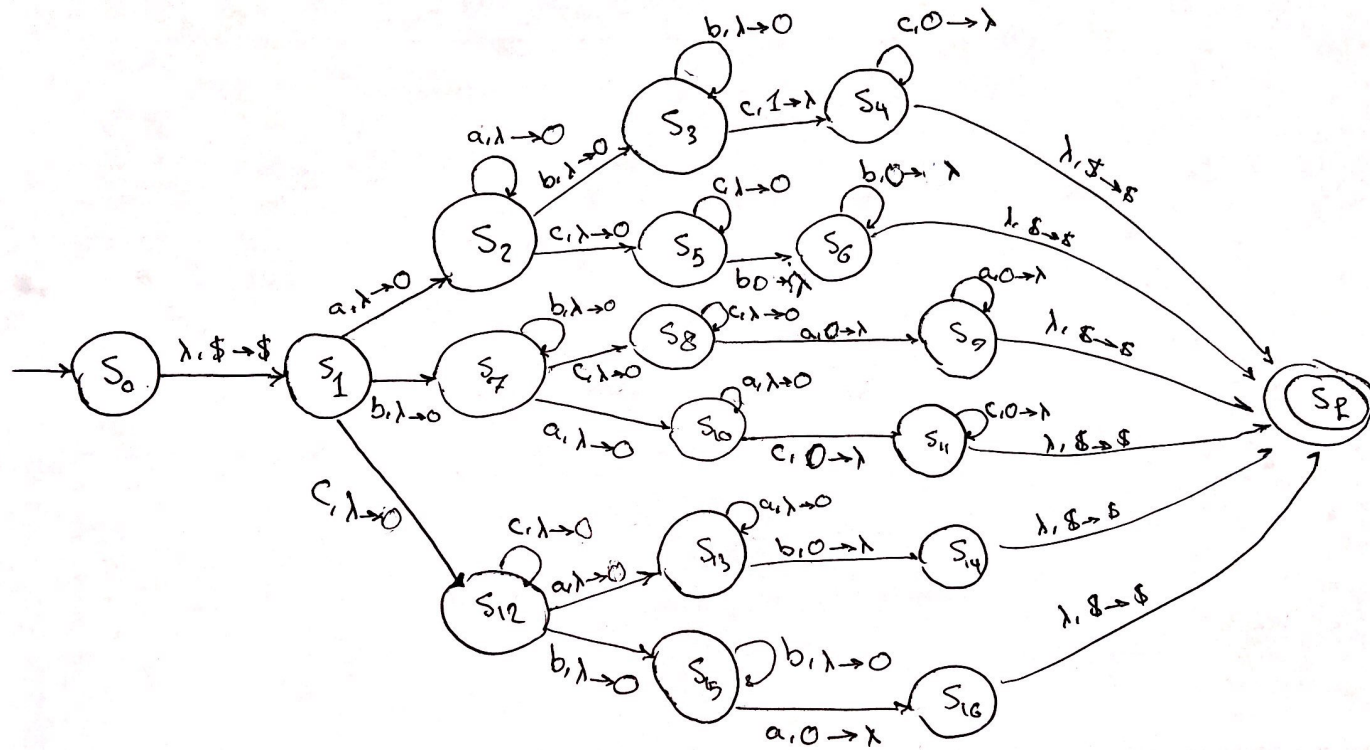 b, λ→0
c, 0→λ
S3
c, 1→λ
S4
a, λ→0
b, λ→0
λ, $→$
c, λ→0
b, 0→λ
S2
c, λ→0
S5
S6
λ, $→$
b, 0→λ
a, 0→λ
a, λ→0
b, λ→0
c, λ→0
S8
a, 0→λ
S9
λ, $→$
S0
λ, $→$
S1
S7
c, λ→0
b, λ→0
a, λ→0
SF
a, λ→0
S10
c, 0→λ
c, 0→λ
S11
λ, $→$
c, λ→0
c, λ→0
a, λ→0
S13
b, 0→λ
S14
λ, $→$
a, λ→0
S12
b, λ→0
S15
b, λ→0
a, 0→λ
S16
λ, $→$